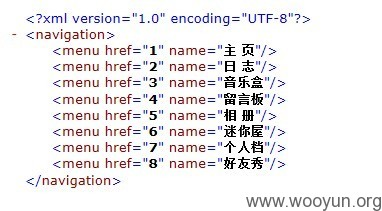 <?xml version="1.0" encoding="UTF-8"?>
- <navigation>
<menu href="1" name="主 页"/>
<menu href="2" name="日 志"/>
<menu href="3" name="音乐盒"/>
<menu href="4" name="留言板"/>
<menu href="5" name="相 册"/>
<menu href="6" name="迷你屋"/>
<menu href="7" name="个人档"/>
<menu href="8" name="好友秀"/>
</navigation>
www.wooyun.org